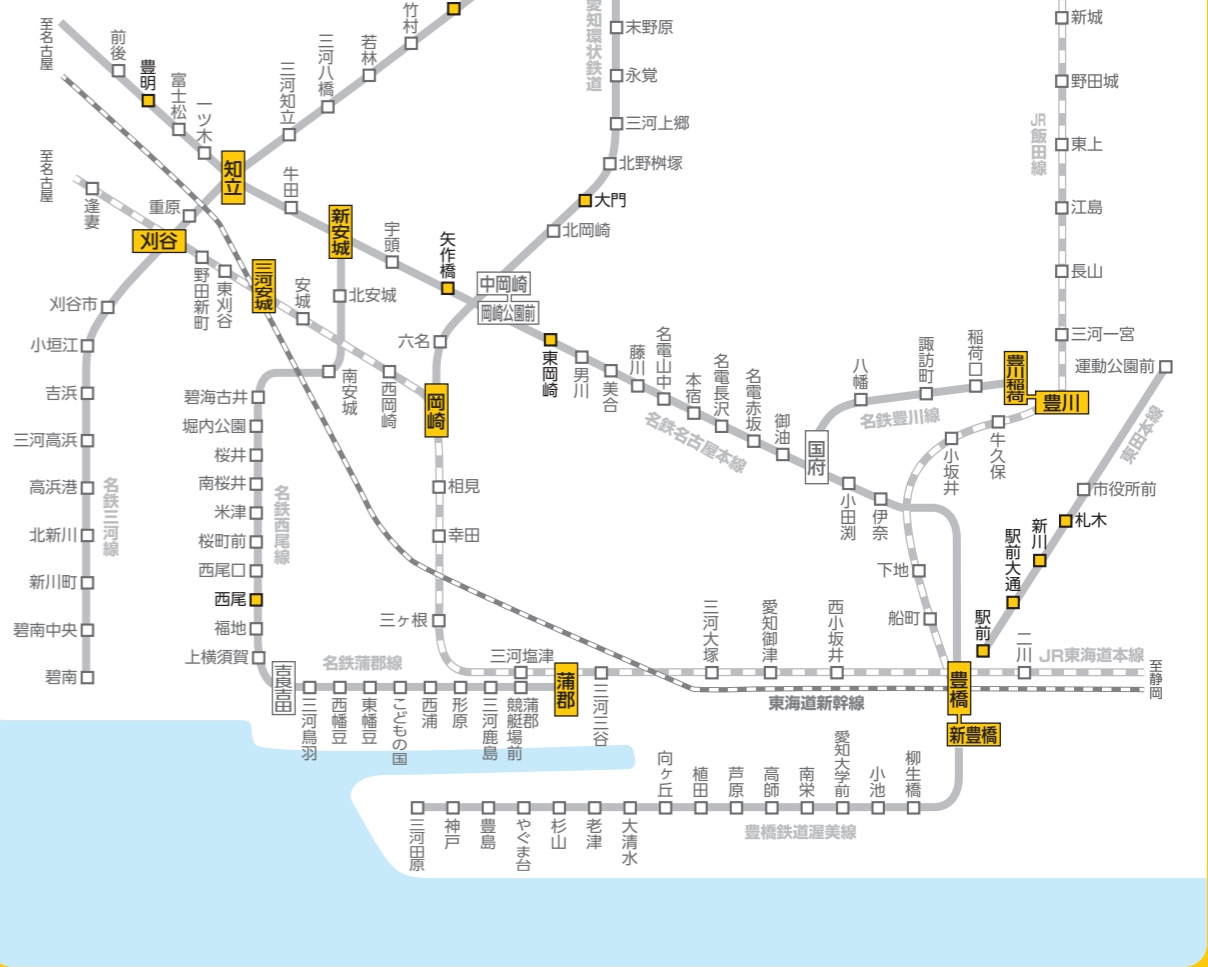 至名古屋
前後
豊明
富士松
一ツ木
知立
三河知立
三河八橋
若林
竹村
愛知環状鉄道
末野原
永覚
三河上郷
北野桝塚
大門
北岡崎
中岡崎
岡崎公園前
六名
岡崎
新城
野田城
東上
JR飯田線
江島
長山
三河一宮
至名古屋
逢妻
重原
刈谷
野田新町
東刈谷
三河安城
安城
西岡崎
牛田
新安城
宇頭
矢作橋
北安城
南安城
東岡崎
男川
美合
藤川
名電山中
本宿
名電長沢
名電赤坂
御油
名鉄名古屋本線
国府
小田渕
伊奈
八幡
諏訪町
稲荷口
豊川稲荷
豊川
名鉄豊川線
牛久保
小坂井
下地
船町
運動公園前
東田本線
市役所前
札木
新川
駅前大通
駅前
刈谷市
小垣江
吉浜
三河高浜
高浜港
北新川
新川町
碧南中央
碧南
名鉄三河線
碧海古井
堀内公園
桜井
南桜井
米津
桜町前
西尾口
西尾
福地
上横須賀
名鉄西尾線
吉良吉田
名鉄蒲郡線
三河鳥羽
西幡豆
東幡豆
こどもの国
西浦
形原
三河鹿島
蒲郡競艇場前
相見
幸田
三ヶ根
三河塩津
蒲郡
三河三谷
三河大塚
愛知御津
西小坂井
東海道新幹線
豊橋
新豊橋
二川
JR東海道本線
至静岡
柳生橋
小池
愛知大学前
南栄
高師
芦原
植田
向ヶ丘
大清水
老津
杉山
やぐま台
豊島
神戸
三河田原
豊橋鉄道渥美線